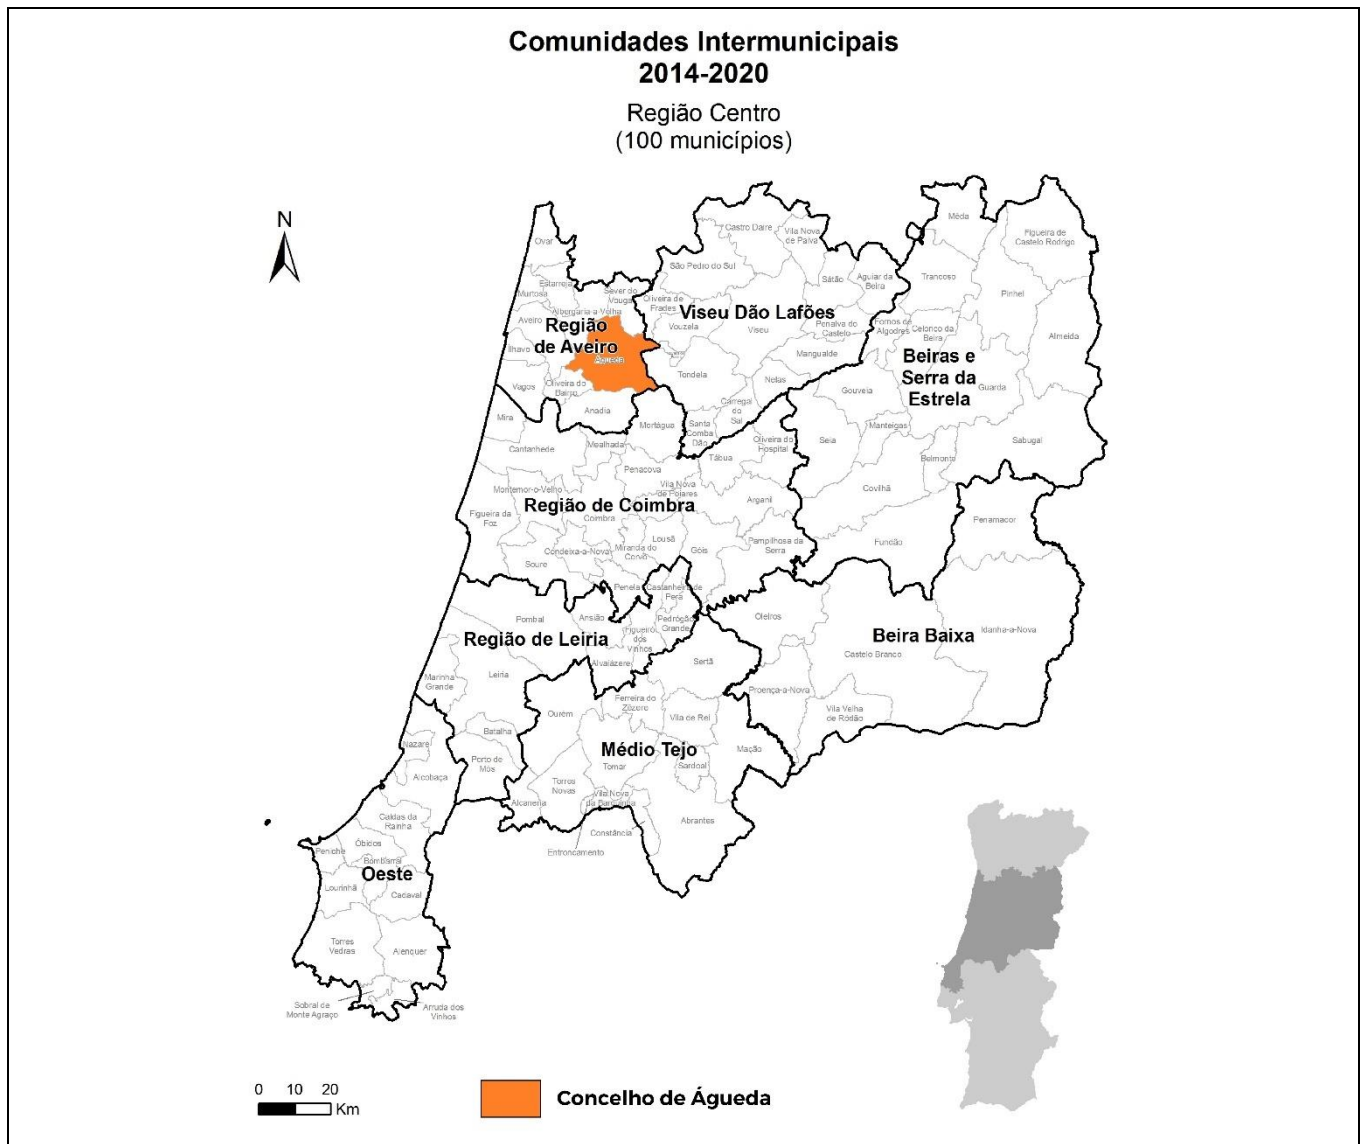 Comunidades Intermunicipais
2014-2020
Região Centro
(100 municípios)
N
Mêda
Figueira de
Castelo Rodrigo
Castro Daire
Vila Nova
de Paiva
Ovar
São Pedro do Sul
Sátão
Aguiar da
Beira
Trancoso
Pinhel
Estarreja
Murtosa
Sever do
Vouga
Oliveira de
Frades
Albergaria-a-Velha
Viseu Dão Lafões
Aveiro
Região
de Aveiro
Vouzela
Viseu
Penalva do
Castelo
Fornos de
Algodres
Celorico da
Beira
Almeida
Ílhavo
Águeda
Mangualde
Beiras e
Serra da
Estrela
Vagos
Oliveira do
Bairro
Tondela
Nelas
Gouveia
Guarda
Anadia
Carregal
do
Sal
Mira
Mortágua
Santa
Comba
Dão
Manteigas
Cantanhede
Mealhada
Oliveira do
Hospital
Seia
Sabugal
Tábua
Belmonte
Penacova
Montemor-o-Velho
Vila Nova
de Poiares
Arganil
Covilhã
Região de Coimbra
Figueira da
Foz
Coimbra
Penamacor
Lousã
Pampilhosa da
Serra
Fundão
Condeixa-a-Nova
Miranda do
Corvo
Góis
Soure
Penela
Castanheira de
Pera
Pombal
Ansião
Pedrógão
Grande
Oleiros
Idanha-a-Nova
Região de Leiria
Figueiró
dos
Vinhos
Beira Baixa
Castelo Branco
Alvaiázere
Sertã
Marinha
Grande
Leiria
Proença-a-Nova
Ferreira do
Zêzere
Vila Velha
de Ródão
Ourém
Vila de Rei
Batalha
Nazaré
Médio Tejo
Mação
Porto de
Mós
Tomar
Sardoal
Alcobaça
Torres
Novas
Vila Nova
da Barquinha
Alcanena
Abrantes
Caldas da
Rainha
Constância
Entroncamento
Óbidos
Peniche
Bombarral
Oeste
Lourinhã
Cadaval
Torres
Vedras
Alenquer
Sobral de
Monte Agraço
Arruda dos
Vinhos
0 10 20
Km
Concelho de Águeda